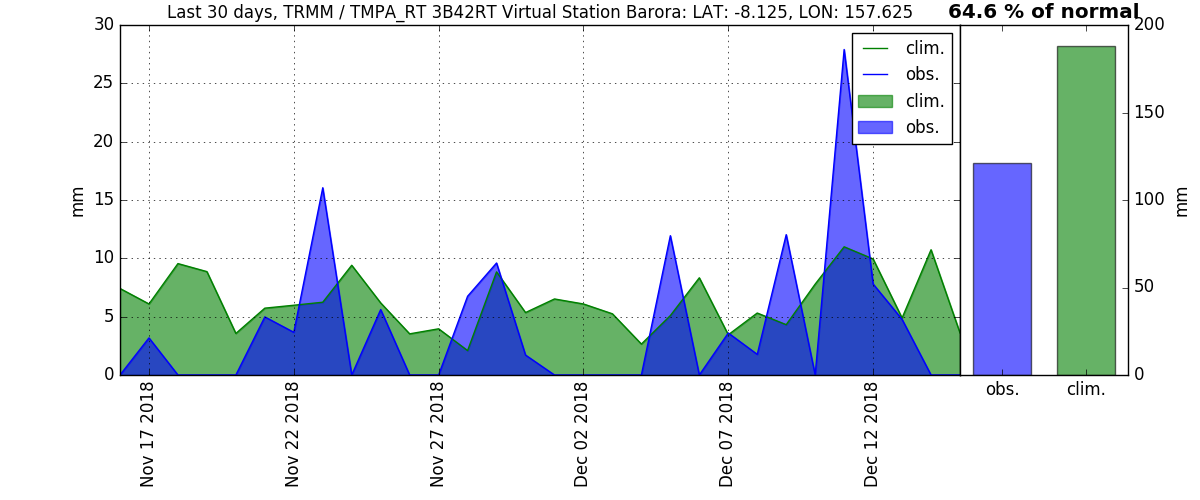 Last 30 days, TRMM / TMPA_RT 3B42RT Virtual Station Barora: LAT: -8.125, LON: 157.625
64.6 % of normal
30
25
20
15
10
5
0
mm
clim.
obs.
clim.
obs.
200
150
100
50
0
mm
obs.
clim.
Nov 17 2018
Nov 22 2018
Nov 27 2018
Dec 02 2018
Dec 07 2018
Dec 12 2018